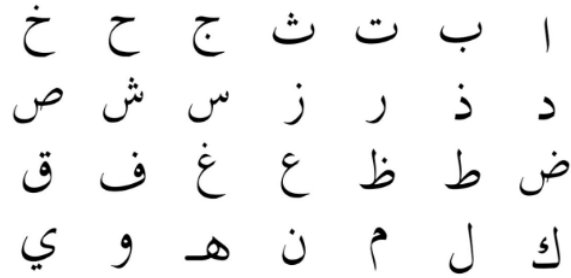 ا ب ت ث ج ح خ
د ذ ر ز س ش ص
ض ط ظ ع غ ف ق
ك ل م ن هـ و ي